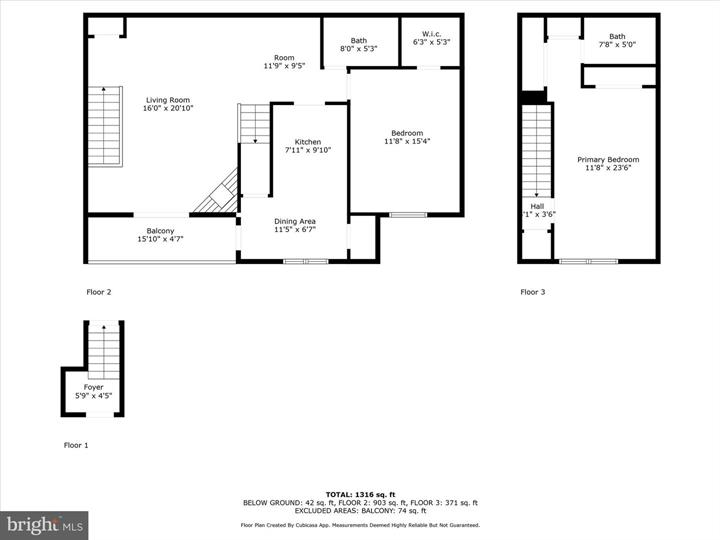 Bath
8'0" x 5'3"
W.i.c.
6'3" x 5'3"
Room
11'9" x 9'5"
Living Room
16'0" x 20'10"
Kitchen
7'11" x 9'10"
Bedroom
11'8" x 15'4"
Dining Area
11'5" x 6'7"
Balcony
15'10" x 4'7"
Floor 2
Bath
7'8" x 5'0"
Primary Bedroom
11'8" x 23'6"
Hall
'1" x 3'6"
Floor 3
Foyer
5'9" x 4'5"
Floor 1
TOTAL: 1316 sq. ft
BELOW GROUND: 42 sq. ft, FLOOR 2: 903 sq. ft, FLOOR 3: 371 sq. ft
EXCLUDED AREAS: BALCONY: 74 sq. ft
Floor Plan Created By Cubicasa App. Measurements Deemed Highly Reliable But Not Guaranteed.
bright MLS